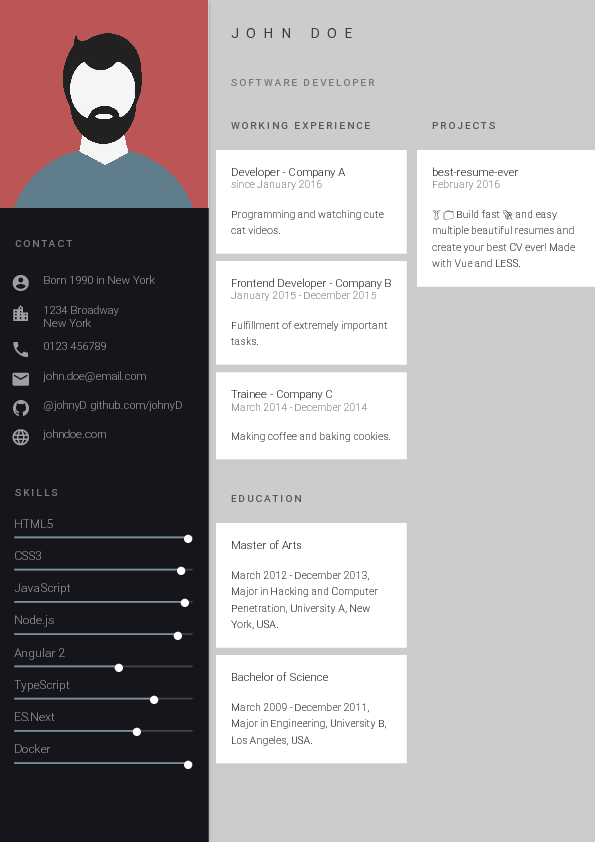 JOHN DOE
SOFTWARE DEVELOPER
CONTACT
Born 1990 in New York
1234 Broadway
New York
0123 456789
john.doe@email.com
@johnyD github.com/johnyD
johndoe.com
SKILLS
HTML5
CSS3
JavaScript
Node.js
Angular 2
TypeScript
ES.Next
Docker
WORKING EXPERIENCE
Developer - Company A
since January 2016
Programming and watching cute
cat videos.
Frontend Developer - Company B
January 2015 - December 2015
Fulfillment of extremely important
tasks.
Trainee - Company C
March 2014 - December 2014
Making coffee and baking cookies.
EDUCATION
Master of Arts
March 2012 - December 2013,
Major in Hacking and Computer
Penetration, University A, New
York, USA.
Bachelor of Science
March 2009 - December 2011,
Major in Engineering, University B,
Los Angeles, USA.
PROJECTS
best-resume-ever
February 2016
Build fast and easy
multiple beautiful resumes and
create your best CV ever! Made
with Vue and LESS.